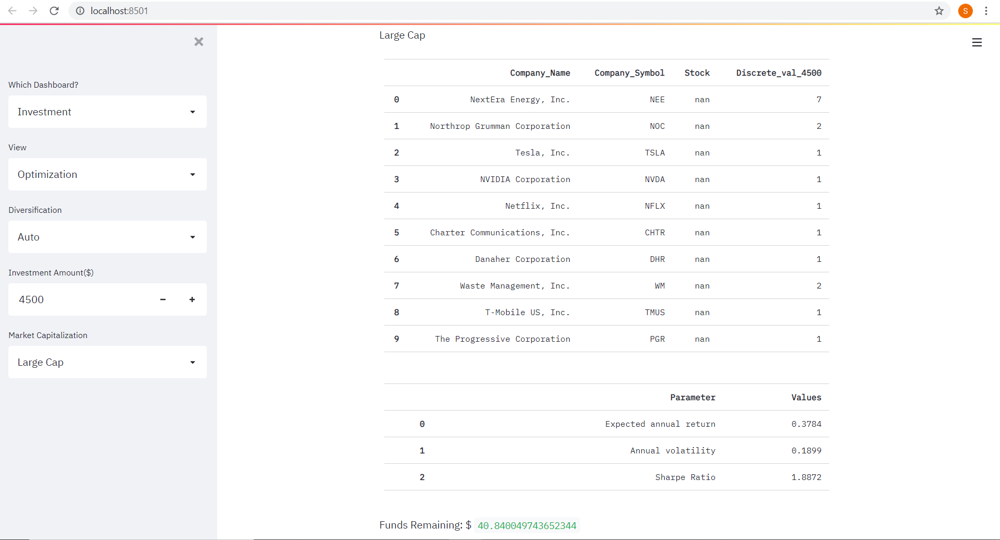 localhost:8501
S
Which Dashboard?
Investment
View
Optimization
Diversification
Auto
Investment Amount($)
4500 − +
Market Capitalization
Large Cap
Large Cap
Company_Name Company_Symbol Stock Discrete_val_4500
0 NextEra Energy, Inc. NEE nan 7
1 Northrop Grumman Corporation NOC nan 2
2 Tesla, Inc. TSLA nan 1
3 NVIDIA Corporation NVDA nan 1
4 Netflix, Inc. NFLX nan 1
5 Charter Communications, Inc. CHTR nan 1
6 Danaher Corporation DHR nan 1
7 Waste Management, Inc. WM nan 2
8 T-Mobile US, Inc. TMUS nan 1
9 The Progressive Corporation PGR nan 1
Parameter Values
0 Expected annual return 0.3784
1 Annual volatility 0.1899
2 Sharpe Ratio 1.8872
Funds Remaining: $ 40.840049743652344